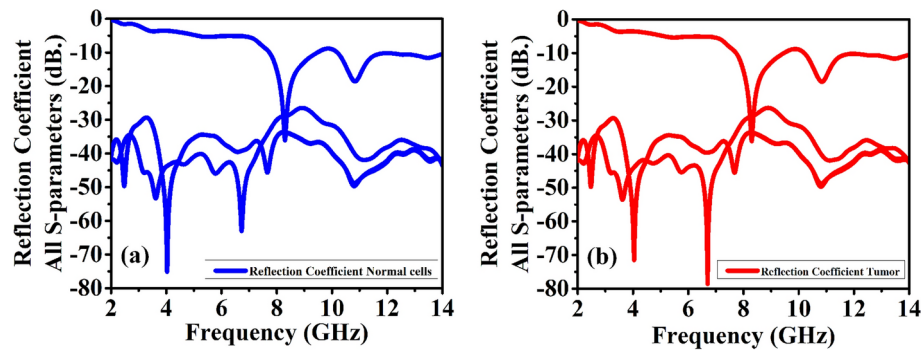 Reflection Coefficient
All S-parameters (dB.)
0
-10
-20
-30
-40
-50
-60
-70
-80
(a)
Reflection Coefficient Normal cells
2 4 6 8 10 12 14
Frequency (GHz)
Reflection Coefficient
All S-parameters (dB.)
0
-10
-20
-30
-40
-50
-60
-70
-80
(b)
Reflection Coefficient Tumor
2 4 6 8 10 12 14
Frequency (GHz)